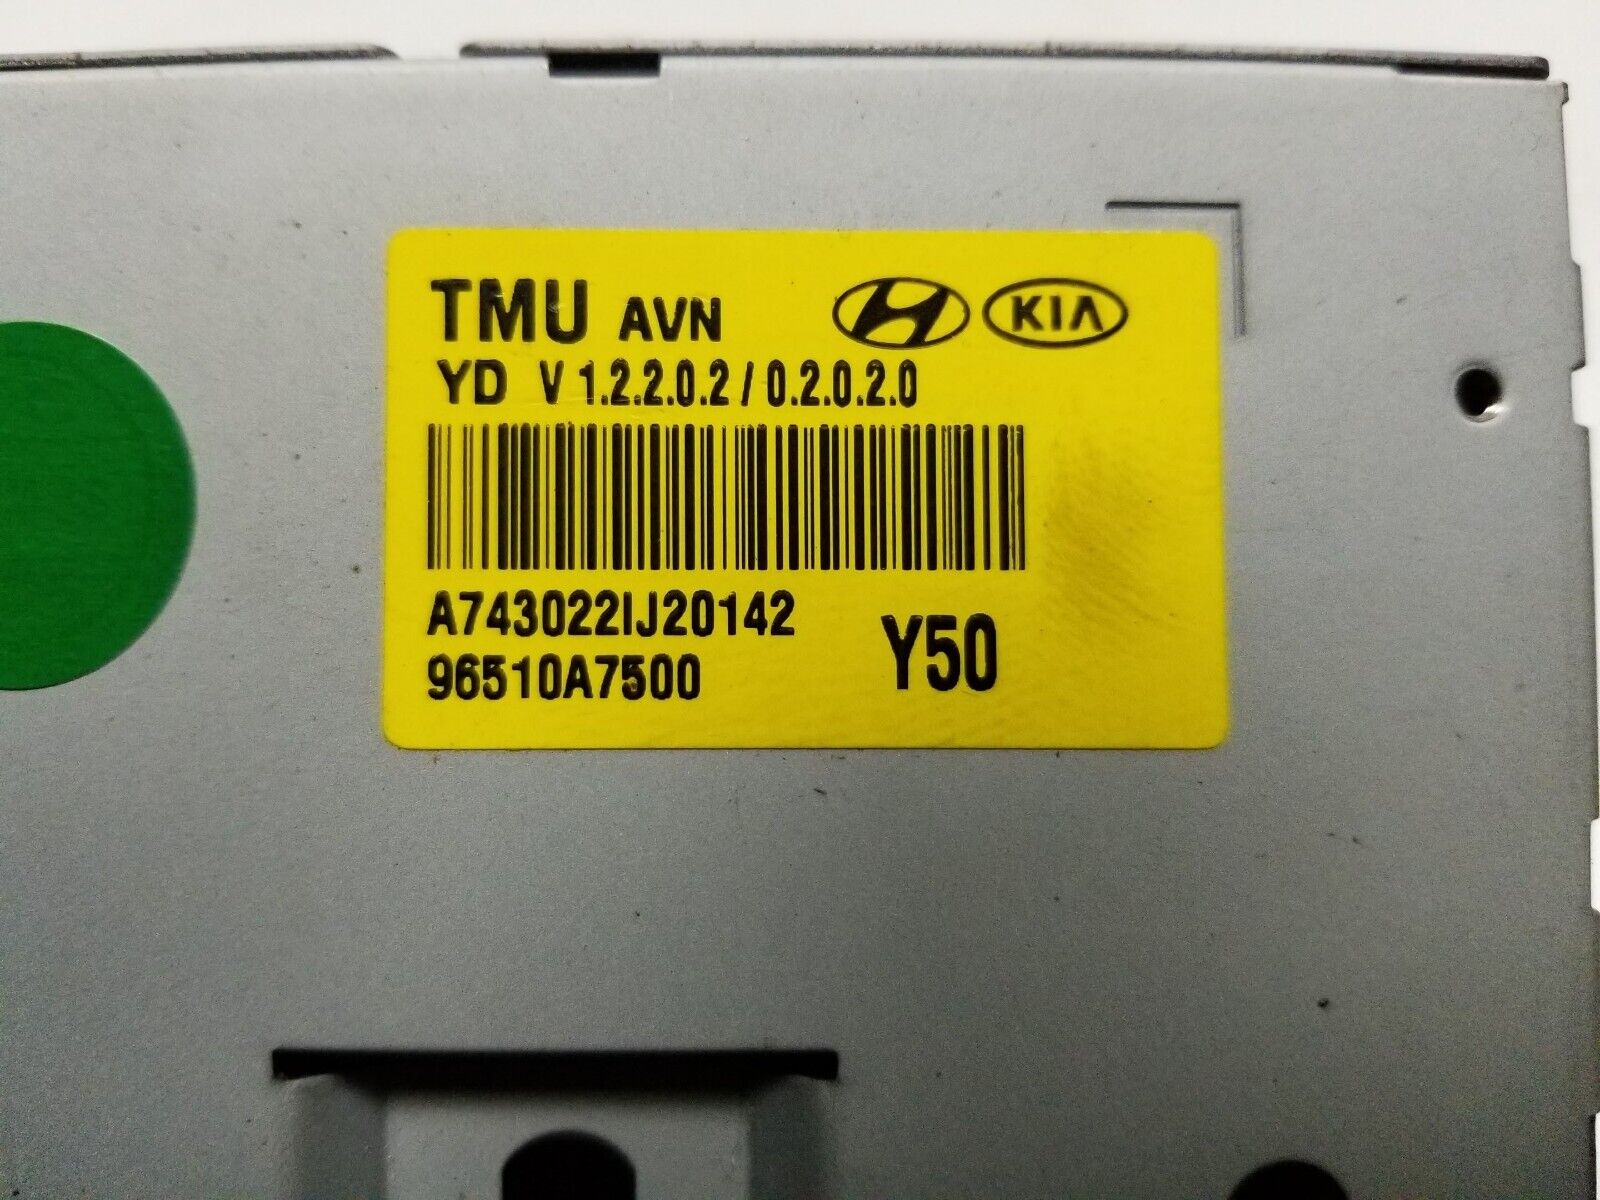 TMU AVN KIA
YD V 1.2.2.0.2 / 0.2.0.2.0
A743022IJ20142
96510A7500
Y50